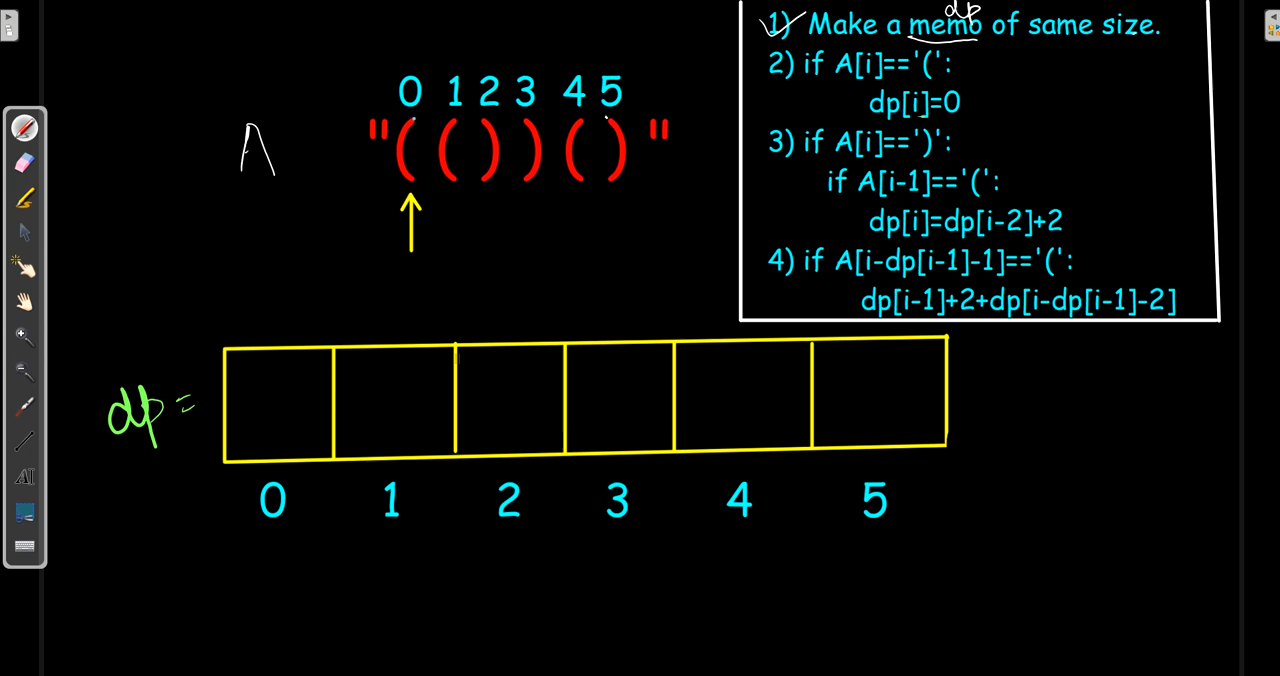 dp
1) Make a memo of same size.
2) if A[i]=='(':
dp[i]=0
3) if A[i]==')':
if A[i-1]=='(':
dp[i]=dp[i-2]+2
4) if A[i-dp[i-1]-1]=='(':
dp[i-1]+2+dp[i-dp[i-1]-2]
0 1 2 3 4 5
A "(())()"
dp=
0 1 2 3 4 5
AI